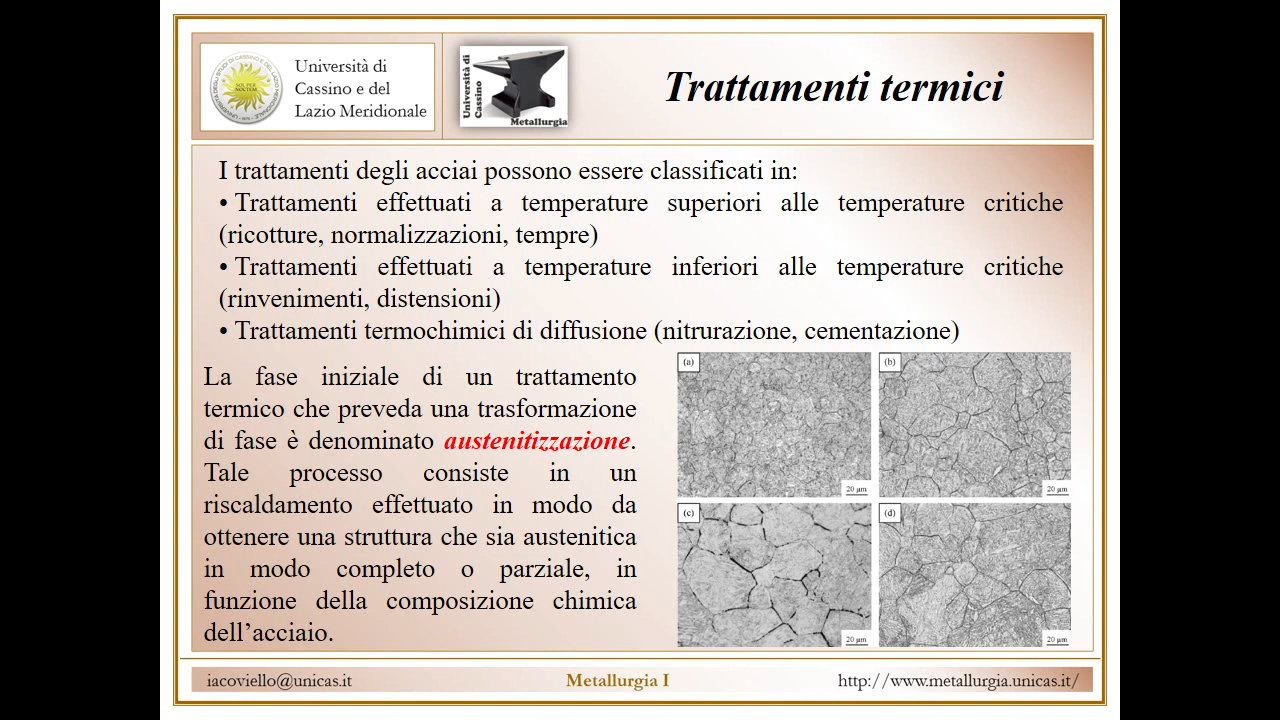 Università di
Cassino e del
Lazio Meridionale
Università di
Cassino
Metallurgia
Trattamenti termici
I trattamenti degli acciai possono essere classificati in:
• Trattamenti effettuati a temperature superiori alle temperature critiche
(ricotture, normalizzazioni, tempre)
• Trattamenti effettuati a temperature inferiori alle temperature critiche
(rinvenimenti, distensioni)
• Trattamenti termochimici di diffusione (nitrurazione, cementazione)
La fase iniziale di un trattamento
termico che preveda una trasformazione
di fase è denominato austenitizzazione.
Tale processo consiste in un
riscaldamento effettuato in modo da
ottenere una struttura che sia austenitica
in modo completo o parziale, in
funzione della composizione chimica
dell’acciaio.
(a)
20 µm
(b)
20 µm
(c)
20 µm
(d)
20 µm
iacoviello@unicas.it
Metallurgia I
http://www.metallurgia.unicas.it/